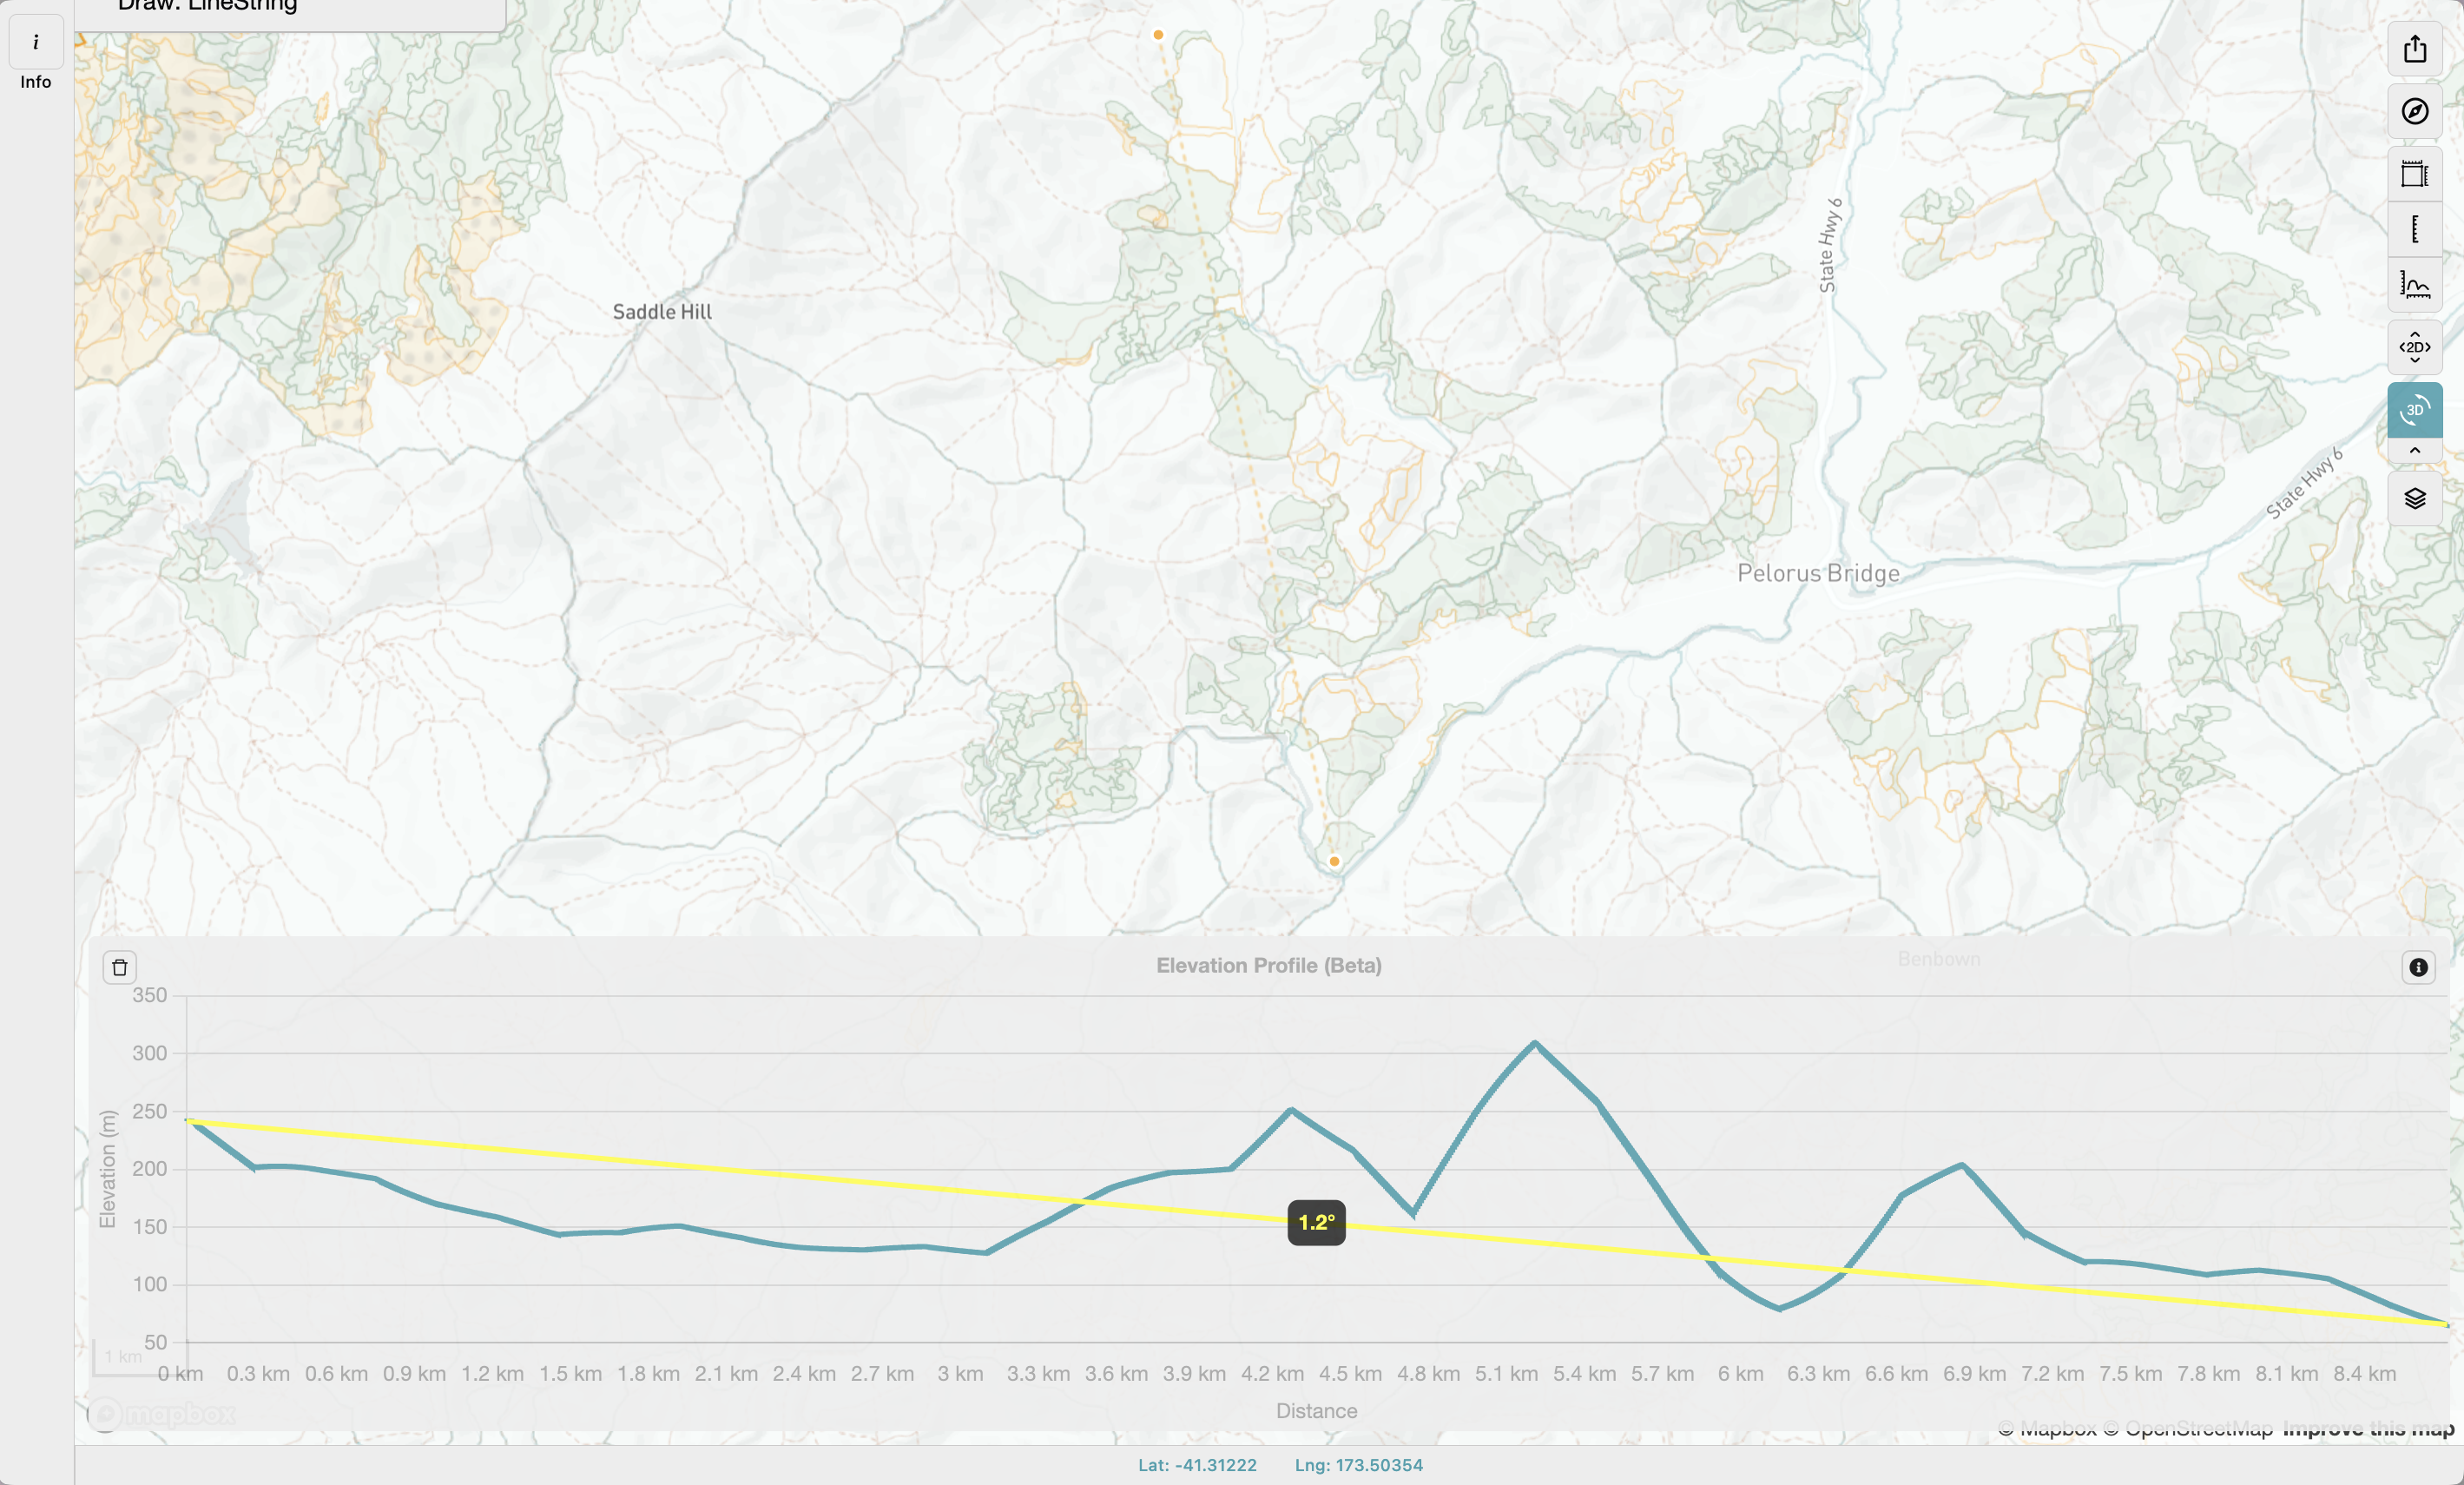 Draw: LineString
i
Info
State Hwy 6
Saddle Hill
<2D>
3D
State Hwy 6
Pelorus Bridge
Elevation Profile (Beta)
Benbown
350
300
250
200
150
100
50
Elevation (m)
1.2°
1 km
0 km 0.3 km 0.6 km 0.9 km 1.2 km 1.5 km 1.8 km 2.1 km 2.4 km 2.7 km 3 km 3.3 km 3.6 km 3.9 km 4.2 km 4.5 km 4.8 km 5.1 km 5.4 km 5.7 km 6 km 6.3 km 6.6 km 6.9 km 7.2 km 7.5 km 7.8 km 8.1 km 8.4 km
Distance
mapbox
© Mapbox © OpenStreetMap Improve this map
Lat: -41.31222 Lng: 173.50354